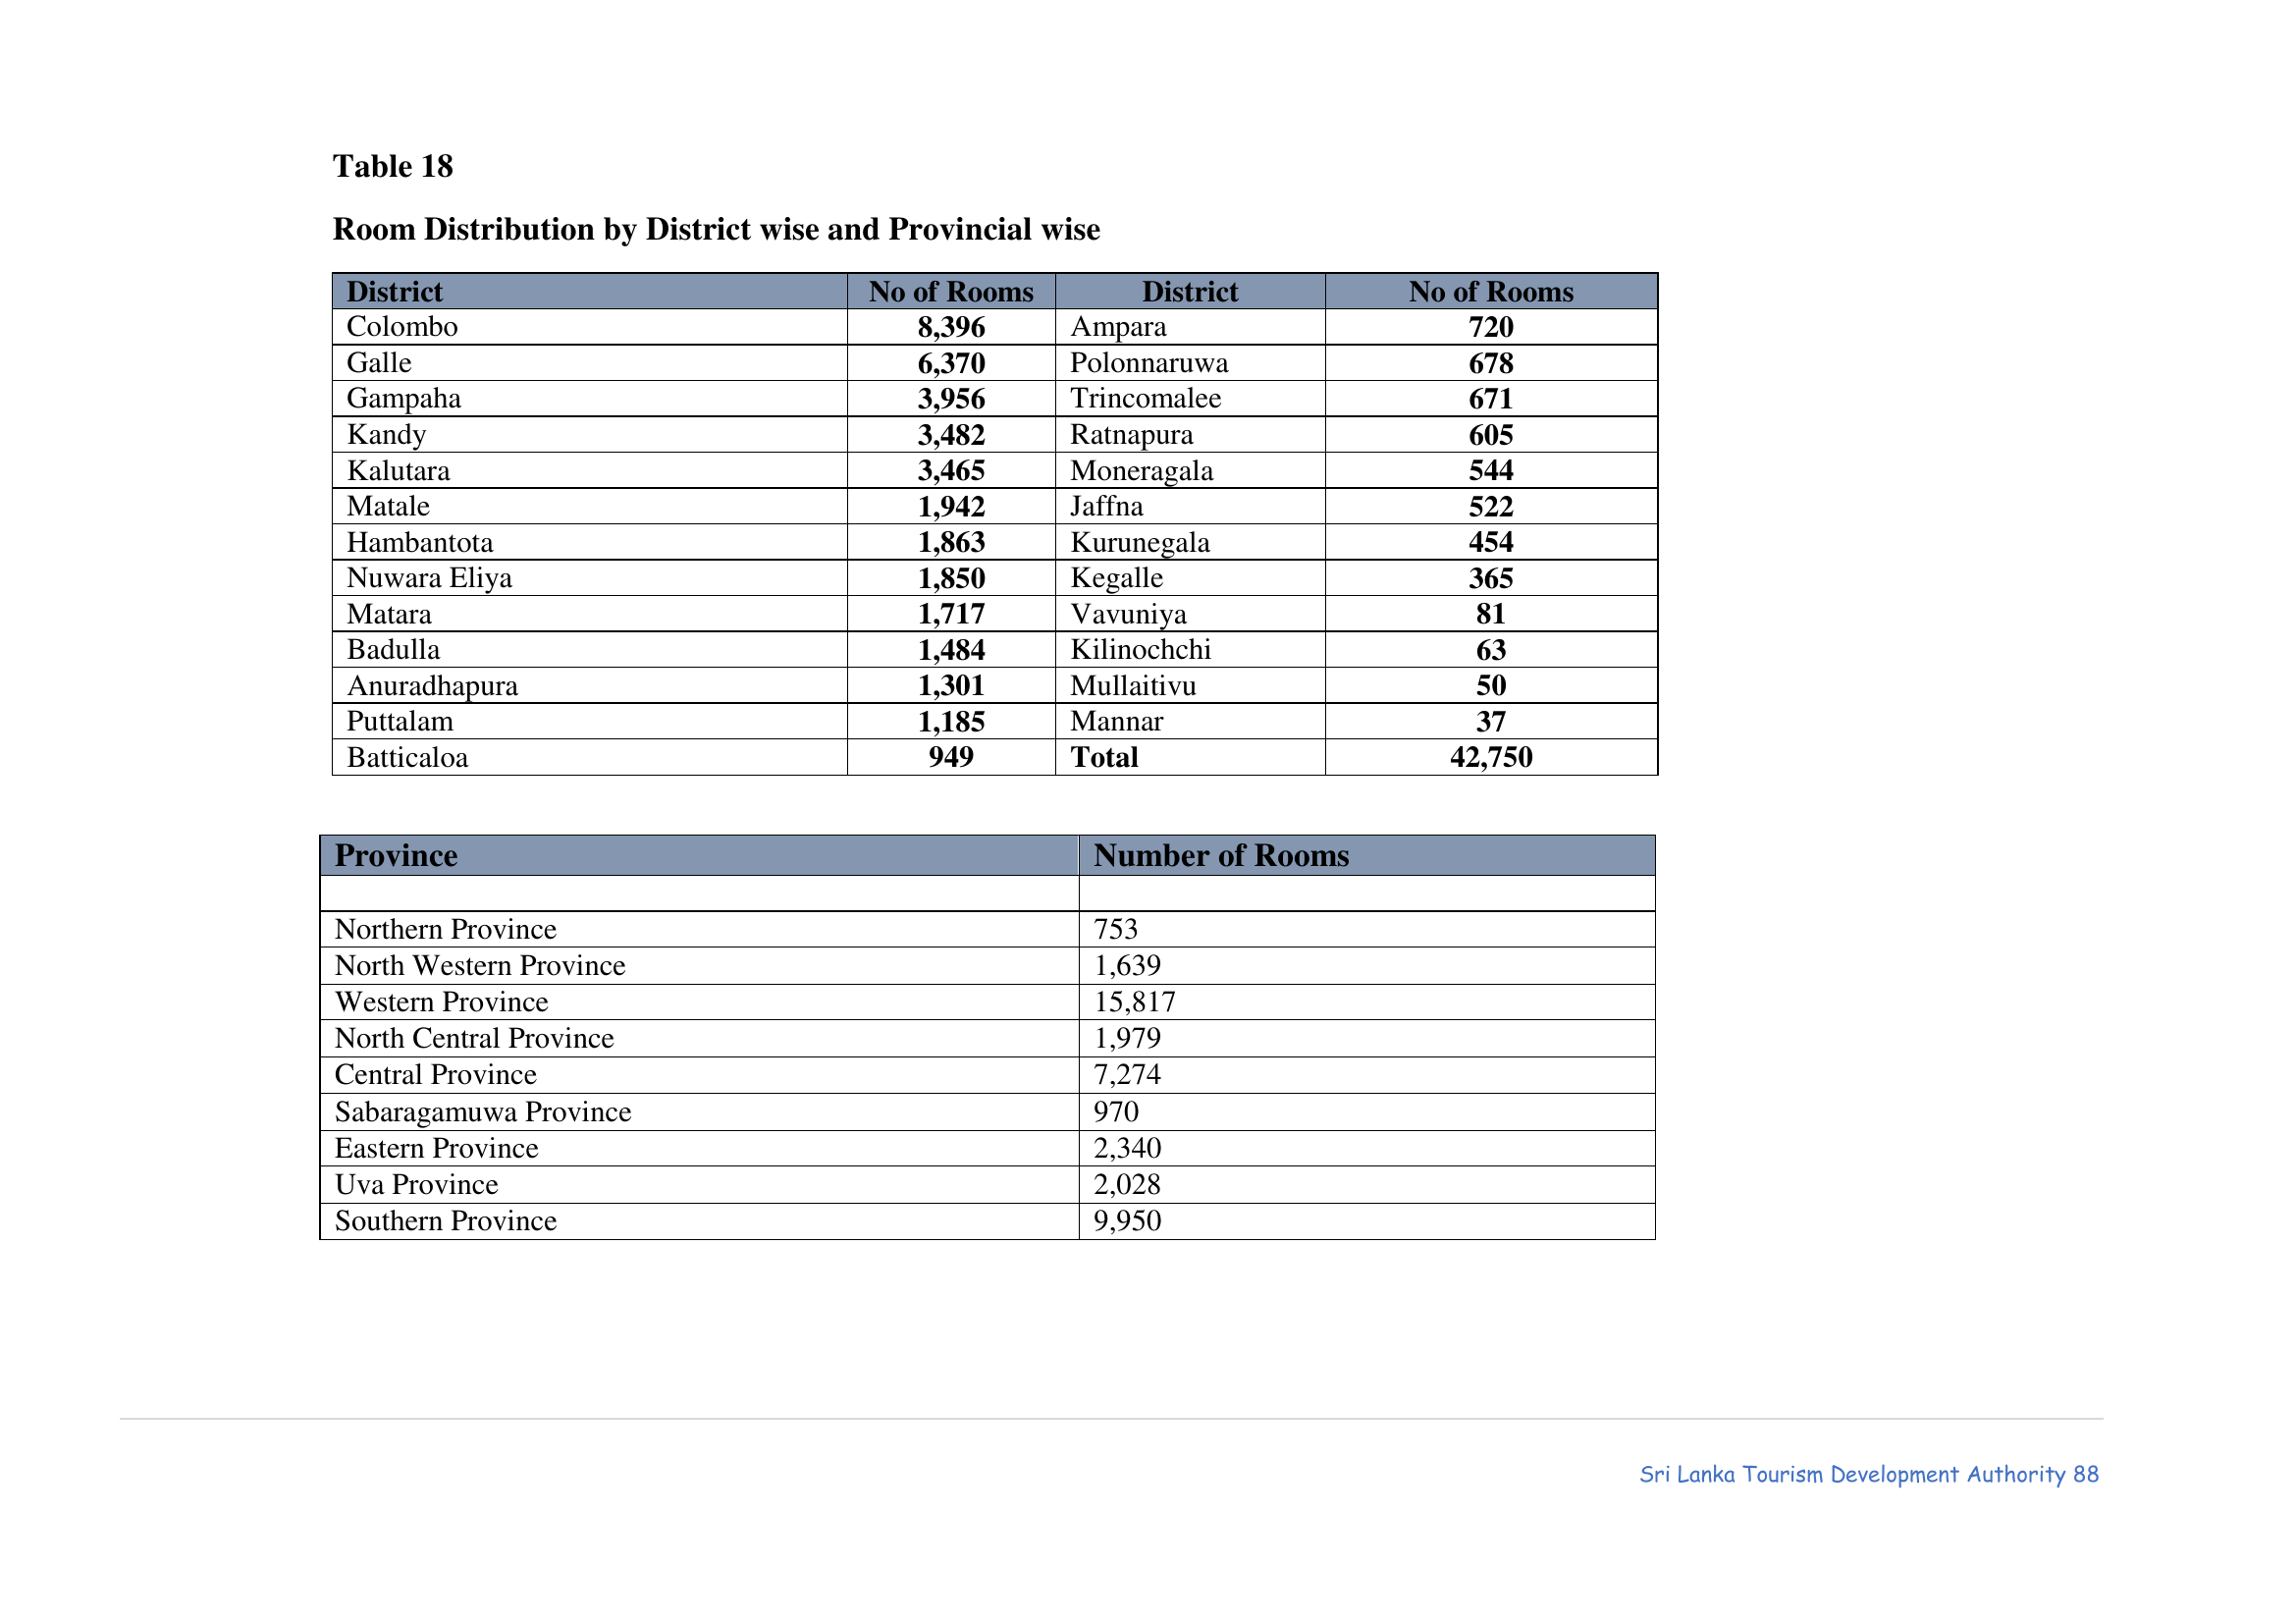 Table 18
Room Distribution by District wise and Provincial wise
District No of Rooms District No of Rooms
Colombo 8,396 Ampara 720
Galle 6,370 Polonnaruwa 678
Gampaha 3,956 Trincomalee 671
Kandy 3,482 Ratnapura 605
Kalutara 3,465 Moneragala 544
Matale 1,942 Jaffna 522
Hambantota 1,863 Kurunegala 454
Nuwara Eliya 1,850 Kegalle 365
Matara 1,717 Vavuniya 81
Badulla 1,484 Kilinochchi 63
Anuradhapura 1,301 Mullaitivu 50
Puttalam 1,185 Mannar 37
Batticaloa 949 Total 42,750
Province Number of Rooms
Northern Province 753
North Western Province 1,639
Western Province 15,817
North Central Province 1,979
Central Province 7,274
Sabaragamuwa Province 970
Eastern Province 2,340
Uva Province 2,028
Southern Province 9,950
Sri Lanka Tourism Development Authority 88